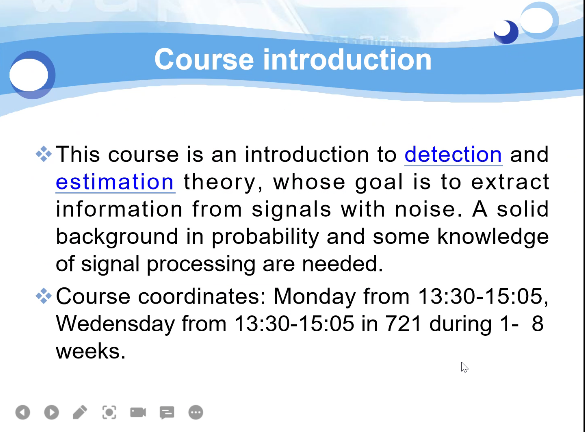 Course introduction
This course is an introduction to detection and
estimation theory, whose goal is to extract
information from signals with noise. A solid
background in probability and some knowledge
of signal processing are needed.
Course coordinates: Monday from 13:30-15:05,
Wedensday from 13:30-15:05 in 721 during 1- 8
weeks.